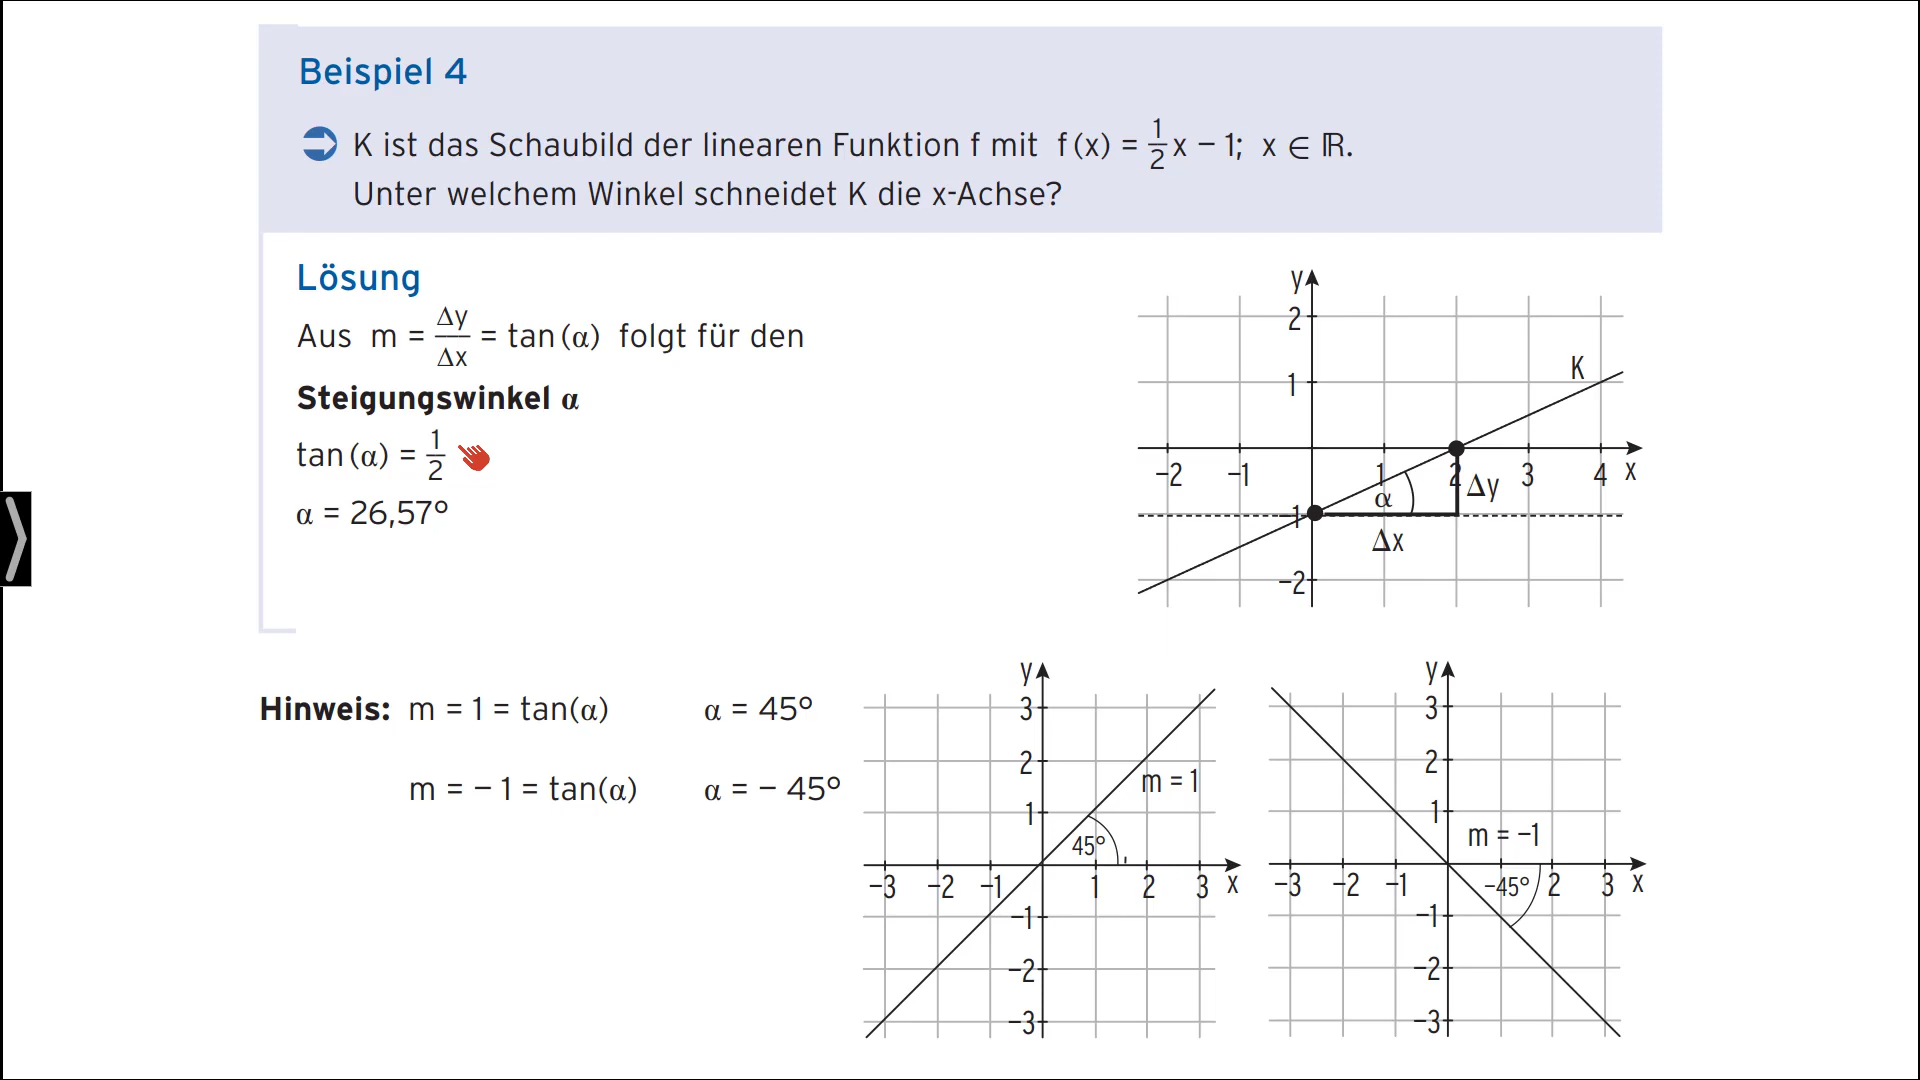 Beispiel 4
K ist das Schaubild der linearen Funktion f mit f(x) = 1/2 x − 1; x ∈ ℝ.
Unter welchem Winkel schneidet K die x-Achse?
Lösung
Aus m = Δy/Δx = tan(α) folgt für den
Steigungswinkel α
tan(α) = 1/2
α = 26,57°
y
2
1
K
−2 −1 1 2 3 4 x
α Δy
−1
Δx
−2
Hinweis: m = 1 = tan(α) α = 45°
m = − 1 = tan(α) α = − 45°
y
3
2
m = 1
1
45°
−3 −2 −1 1 2 3 x
−1
−2
−3
y
3
2
1
m = −1
−3 −2 −1 −45° 2 3 x
−1
−2
−3